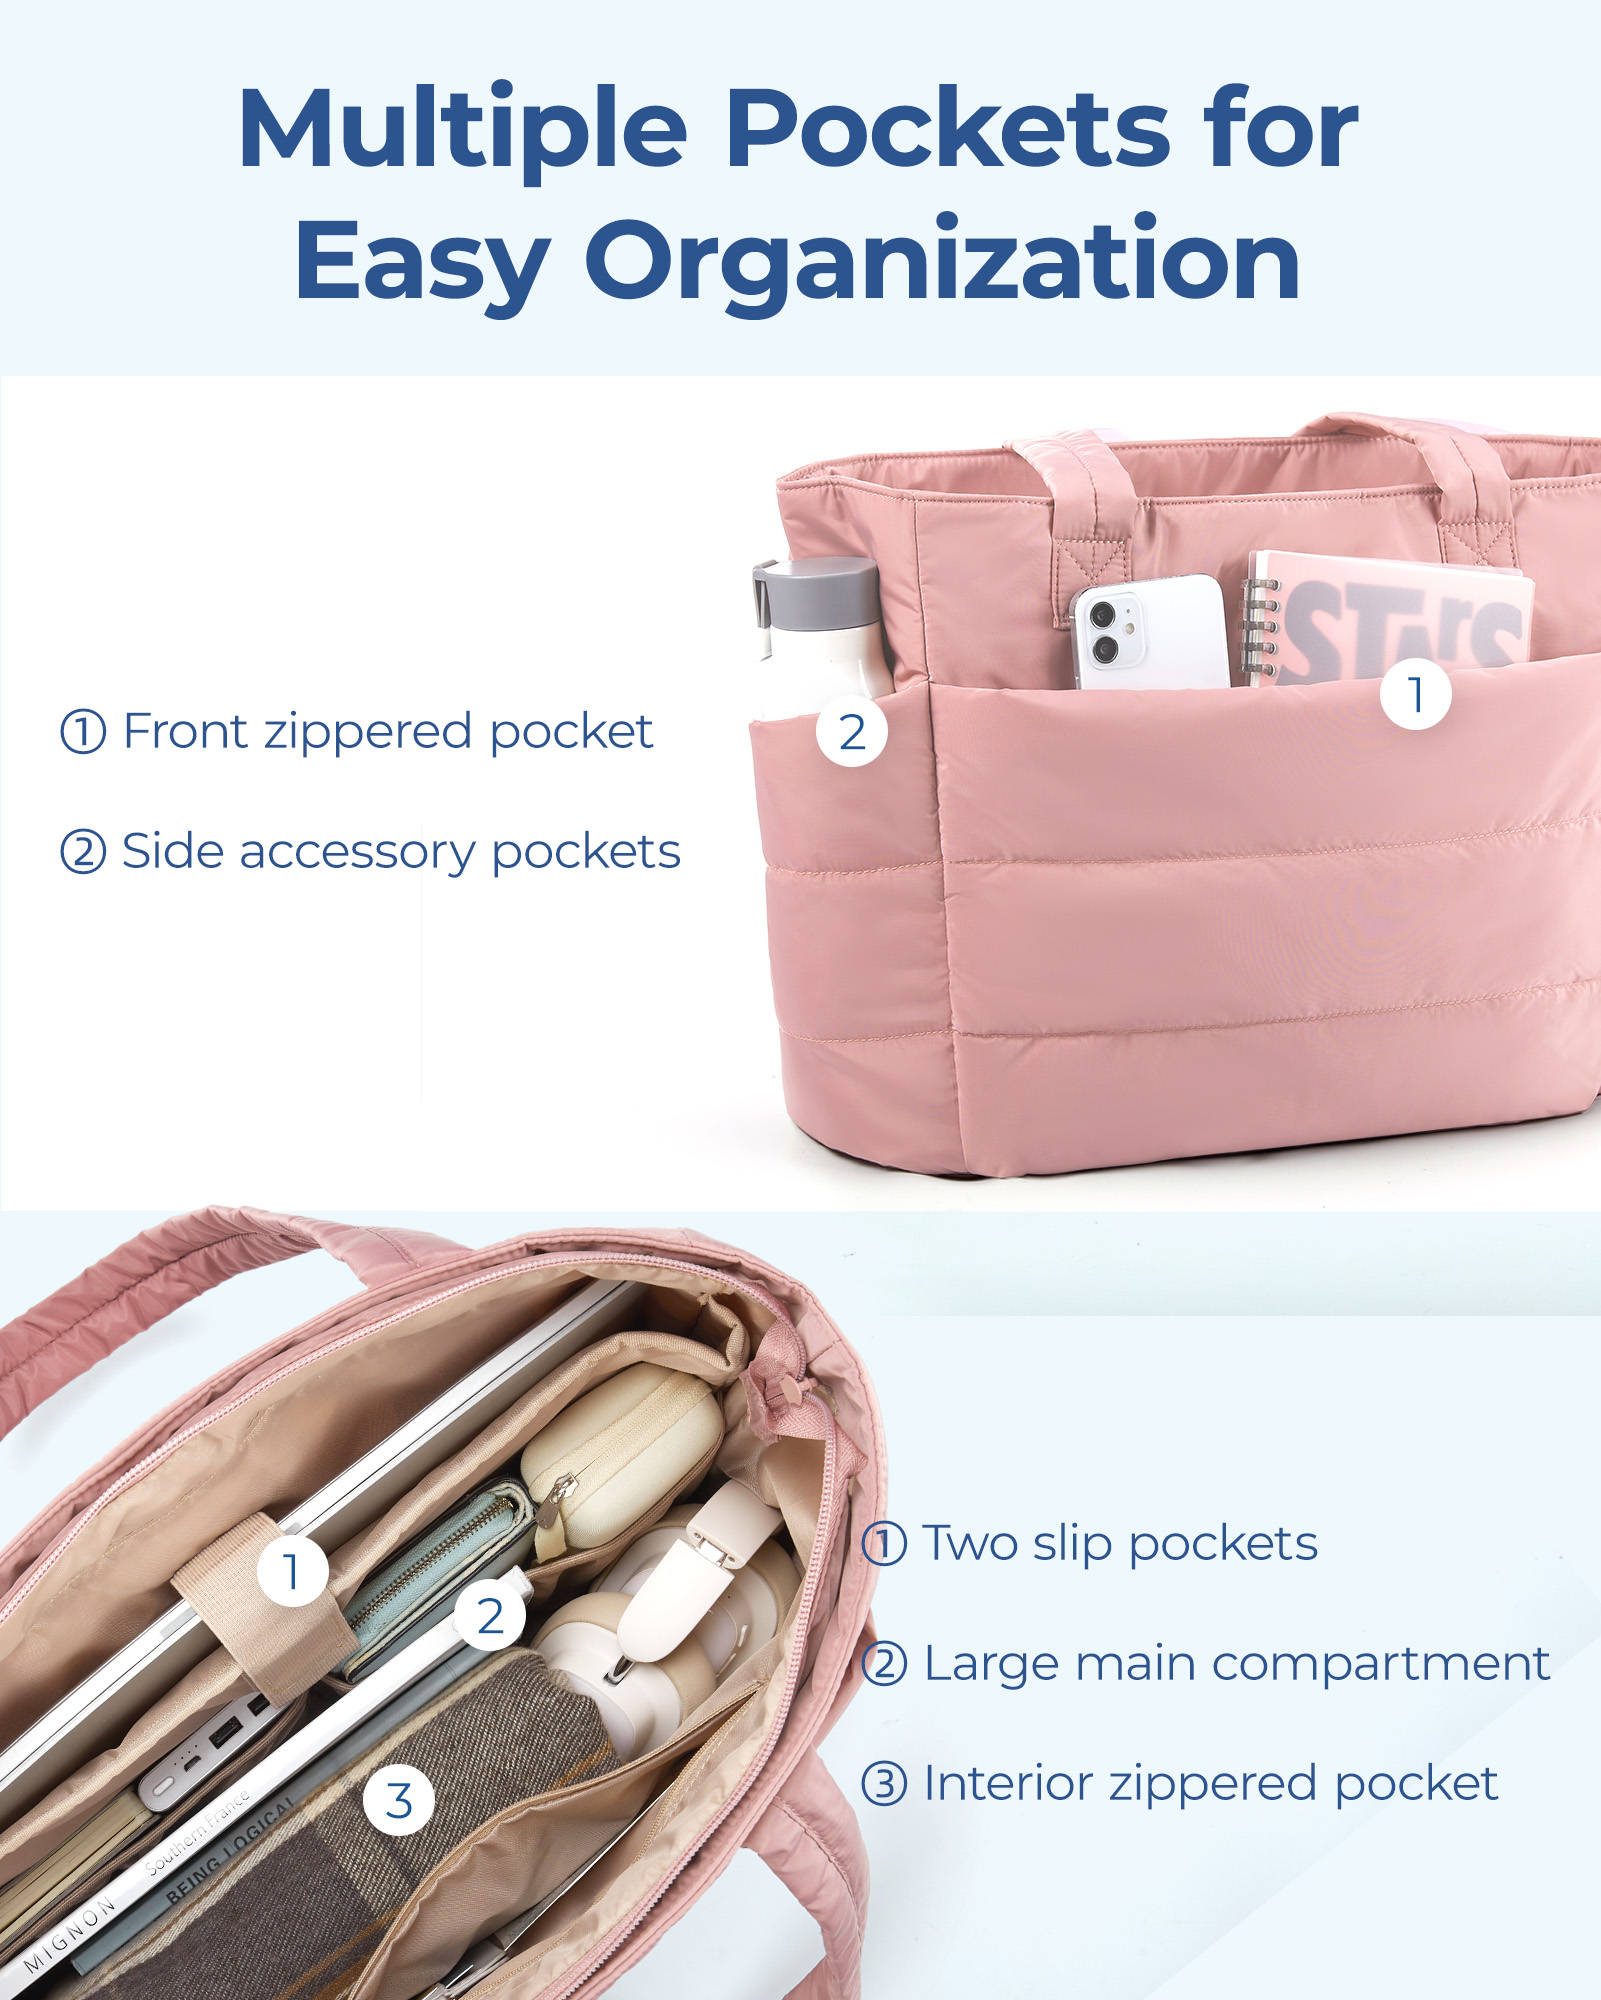 Multiple Pockets for
Easy Organization
STARS
① Front zippered pocket
② Side accessory pockets
1
2
① Two slip pockets
② Large main compartment
③ Interior zippered pocket
1
2
3
MIGNON Southern France
BEING LOGICAL